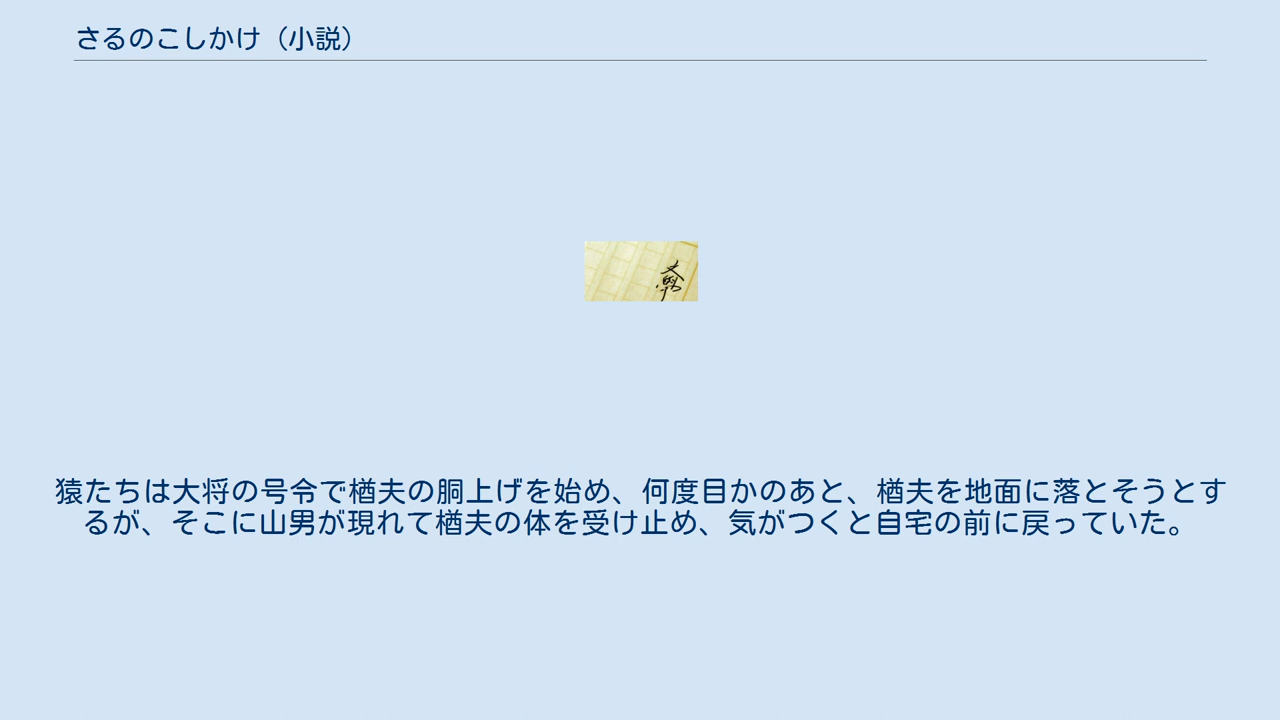 さるのこしかけ（小説）
猿たちは大将の号令で楢夫の胴上げを始め、何度目かのあと、楢夫を地面に落とそうとす
るが、そこに山男が現れて楢夫の体を受け止め、気がつくと自宅の前に戻っていた。